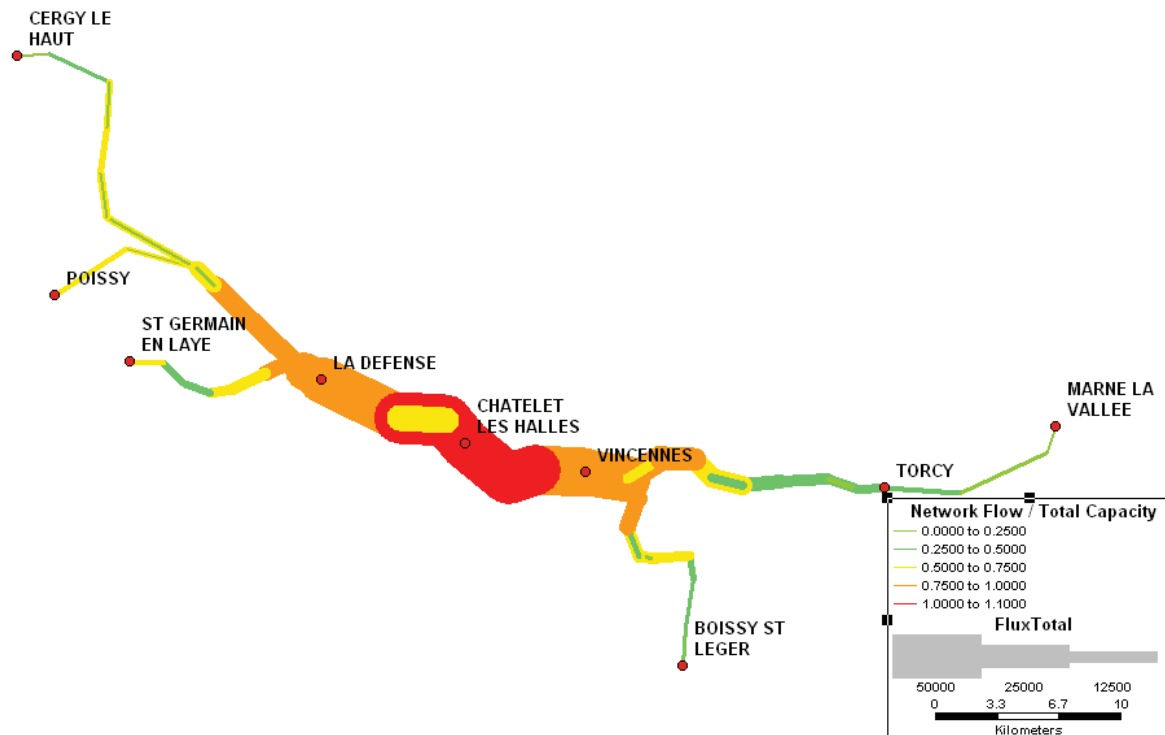 CERGY LE
HAUT
POISSY
ST GERMAIN
EN LAYE
LA DEFENSE
CHATELET
LES HALLES
VINCENNES
MARNE LA
VALLEE
TORCY
BOISSY ST
LEGER
Network Flow / Total Capacity
0.0000 to 0.2500
0.2500 to 0.5000
0.5000 to 0.7500
0.7500 to 1.0000
1.0000 to 1.1000
FluxTotal
50000 25000 12500
0 3.3 6.7 10
Kilometers